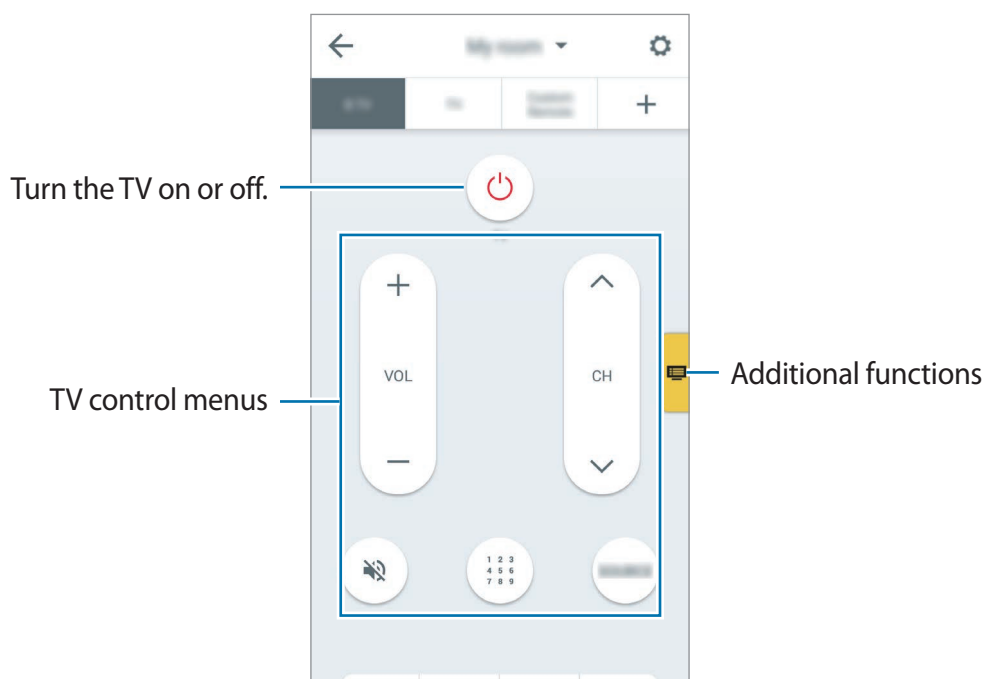 Turn the TV on or off.
VOL
CH
TV control menus
Additional functions
1 2 3
4 5 6
7 8 9